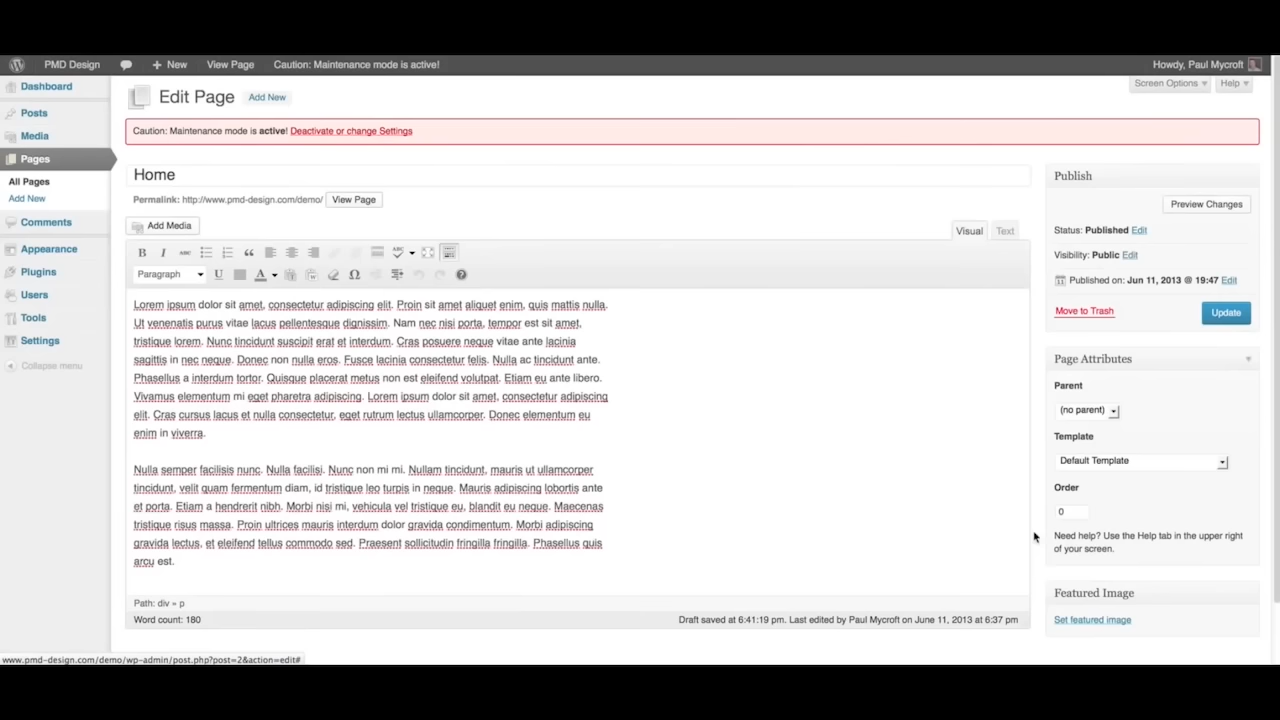 PMD Design + New View Page Caution: Maintenance mode is active! Howdy, Paul Mycroft
Screen Options Help
Dashboard
Posts
Media
Pages
All Pages
Add New
Comments
Appearance
Plugins
Users
Tools
Settings
Collapse menu
Edit Page Add New
Caution: Maintenance mode is active! Deactivate or change Settings
Home
Permalink: http://www.pmd-design.com/demo/ View Page
Add Media
Visual Text
B I ABC
Paragraph U A Ω
Lorem ipsum dolor sit amet, consectetur adipiscing elit. Proin sit amet aliquet enim, quis mattis nulla.
Ut venenatis purus vitae lacus pellentesque dignissim. Nam nec nisi porta, tempor est sit amet,
tristique lorem. Nunc tincidunt suscipit erat et interdum. Cras posuere neque vitae ante lacinia
sagittis in nec neque. Donec non nulla eros. Fusce lacinia consectetur felis. Nulla ac tincidunt ante.
Phasellus a interdum tortor. Quisque placerat metus non est eleifend volutpat. Etiam eu ante libero.
Vivamus elementum mi eget pharetra adipiscing. Lorem ipsum dolor sit amet, consectetur adipiscing
elit. Cras cursus lacus et nulla consectetur, eget rutrum lectus ullamcorper. Donec elementum eu
enim in viverra.
Nulla semper facilisis nunc. Nulla facilisi. Nunc non mi mi. Nullam tincidunt, mauris ut ullamcorper
tincidunt, velit quam fermentum diam, id tristique leo turpis in neque. Mauris adipiscing lobortis ante
et porta. Etiam a hendrerit nibh. Morbi nisi mi, vehicula vel tristique eu, blandit eu neque. Maecenas
tristique risus massa. Proin ultrices mauris interdum dolor gravida condimentum. Morbi adipiscing
gravida lectus, et eleifend tellus commodo sed. Praesent sollicitudin fringilla fringilla. Phasellus quis
arcu est.
Path: div » p
Word count: 180 Draft saved at 6:41:19 pm. Last edited by Paul Mycroft on June 11, 2013 at 6:37 pm
Publish
Preview Changes
Status: Published Edit
Visibility: Public Edit
Published on: Jun 11, 2013 @ 19:47 Edit
Move to Trash Update
Page Attributes
Parent
(no parent)
Template
Default Template
Order
0
Need help? Use the Help tab in the upper right
of your screen.
Featured Image
Set featured image
www.pmd-design.com/demo/wp-admin/post.php?post=2&action=edit#